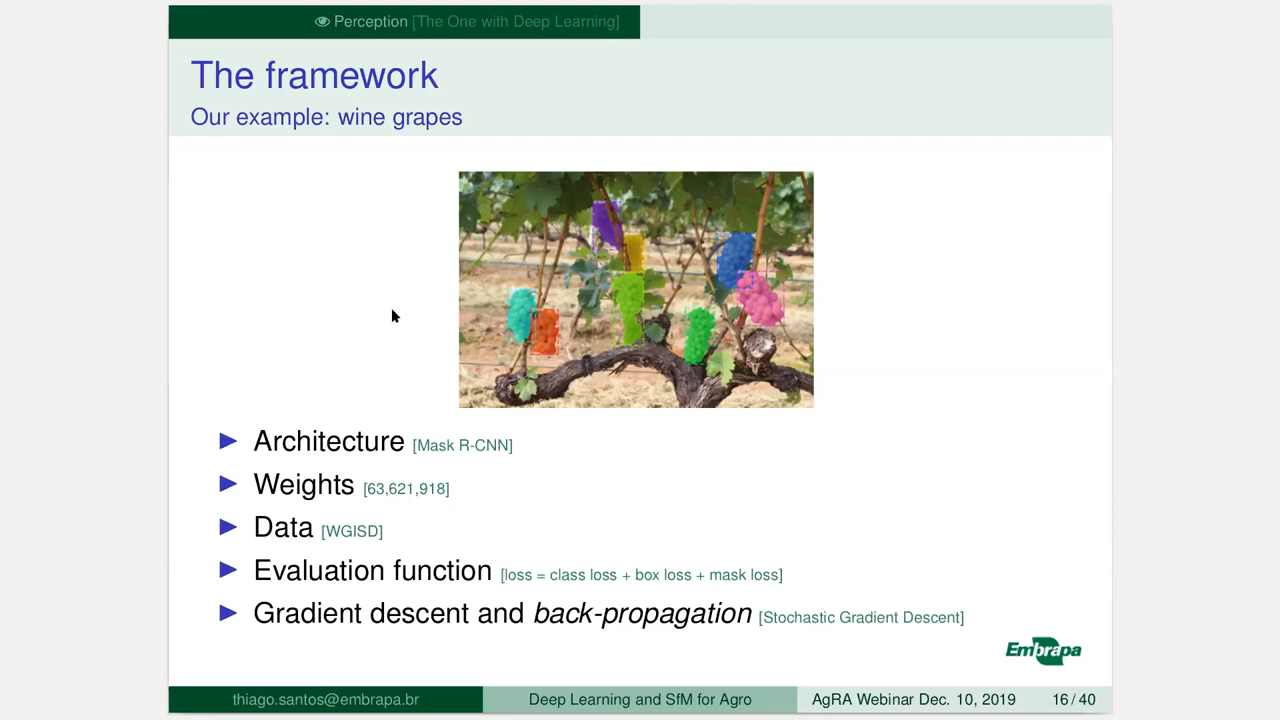 Perception [The One with Deep Learning]
The framework
Our example: wine grapes
Architecture [Mask R-CNN]
Weights [63,621,918]
Data [WGISD]
Evaluation function [loss = class loss + box loss + mask loss]
Gradient descent and back-propagation [Stochastic Gradient Descent]
Embrapa
thiago.santos@embrapa.br Deep Learning and SfM for Agro AgRA Webinar Dec. 10, 2019 16 / 40